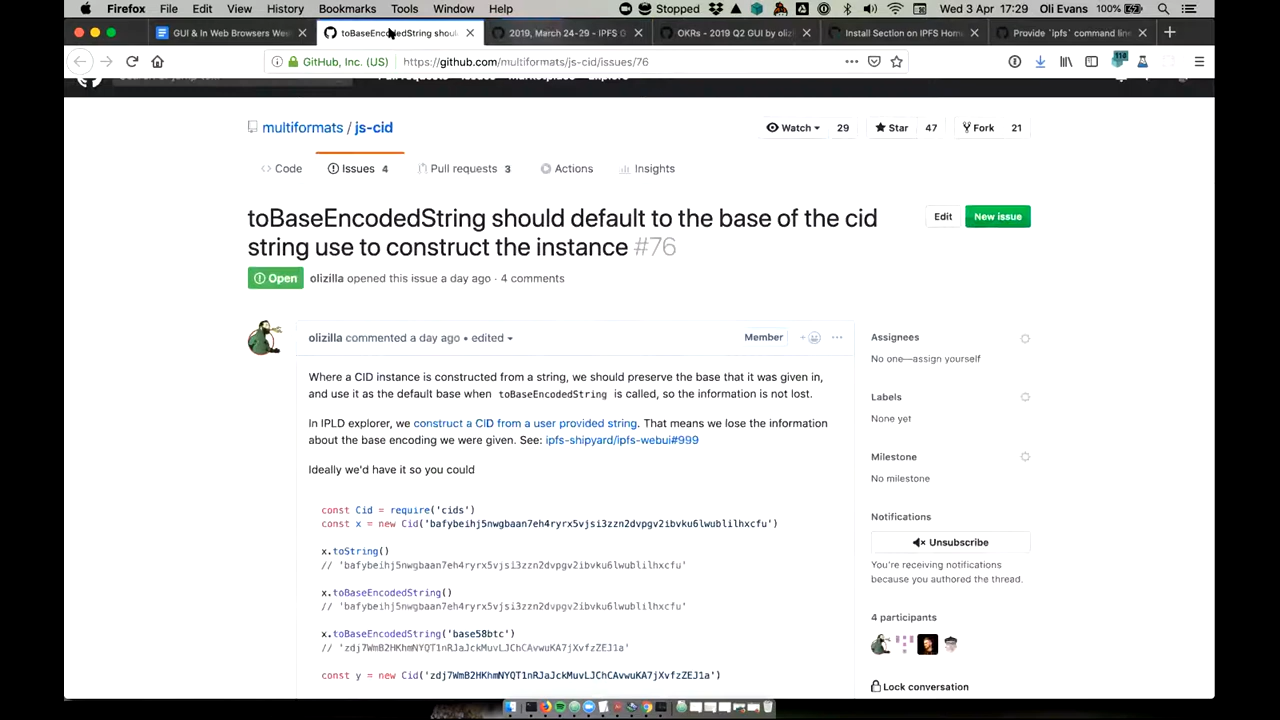 Firefox File Edit View History Bookmarks Tools Window Help Stopped Wed 3 Apr 17:29 Oli Evans 100%
GUI & In Web Browsers Wee
toBaseEncodedString shoul
2019, March 24-29 - IPFS G
OKRs - 2019 Q2 GUI by oliz
Install Section on IPFS Hom
Provide `ipfs` command line
GitHub, Inc. (US) https://github.com/multiformats/js-cid/issues/76
multiformats / js-cid
Watch 29 Star 47 Fork 21
Code Issues 4 Pull requests 3 Actions Insights
toBaseEncodedString should default to the base of the cid
string use to construct the instance #76
Edit New issue
Open olizilla opened this issue a day ago · 4 comments
olizilla commented a day ago • edited
Member
Where a CID instance is constructed from a string, we should preserve the base that it was given in,
and use it as the default base when toBaseEncodedString is called, so the information is not lost.
In IPLD explorer, we construct a CID from a user provided string. That means we lose the information
about the base encoding we were given. See: ipfs-shipyard/ipfs-webui#999
Ideally we'd have it so you could
const Cid = require('cids')
const x = new Cid('bafybeihj5nwgbaan7eh4ryrx5vjsi3zzn2dvpgv2ibvku6lwublilhxcfu')
x.toString()
// 'bafybeihj5nwgbaan7eh4ryrx5vjsi3zzn2dvpgv2ibvku6lwublilhxcfu'
x.toBaseEncodedString()
// 'bafybeihj5nwgbaan7eh4ryrx5vjsi3zzn2dvpgv2ibvku6lwublilhxcfu'
x.toBaseEncodedString('base58btc')
// 'zdj7WmB2HKhmNYQT1nRJaJckMuvLJChCAvwuKA7jXvfzZEJ1a'
const y = new Cid('zdj7WmB2HKhmNYQT1nRJaJckMuvLJChCAvwuKA7jXvfzZEJ1a')
Assignees
No one—assign yourself
Labels
None yet
Milestone
No milestone
Notifications
Unsubscribe
You're receiving notifications
because you authored the thread.
4 participants
Lock conversation